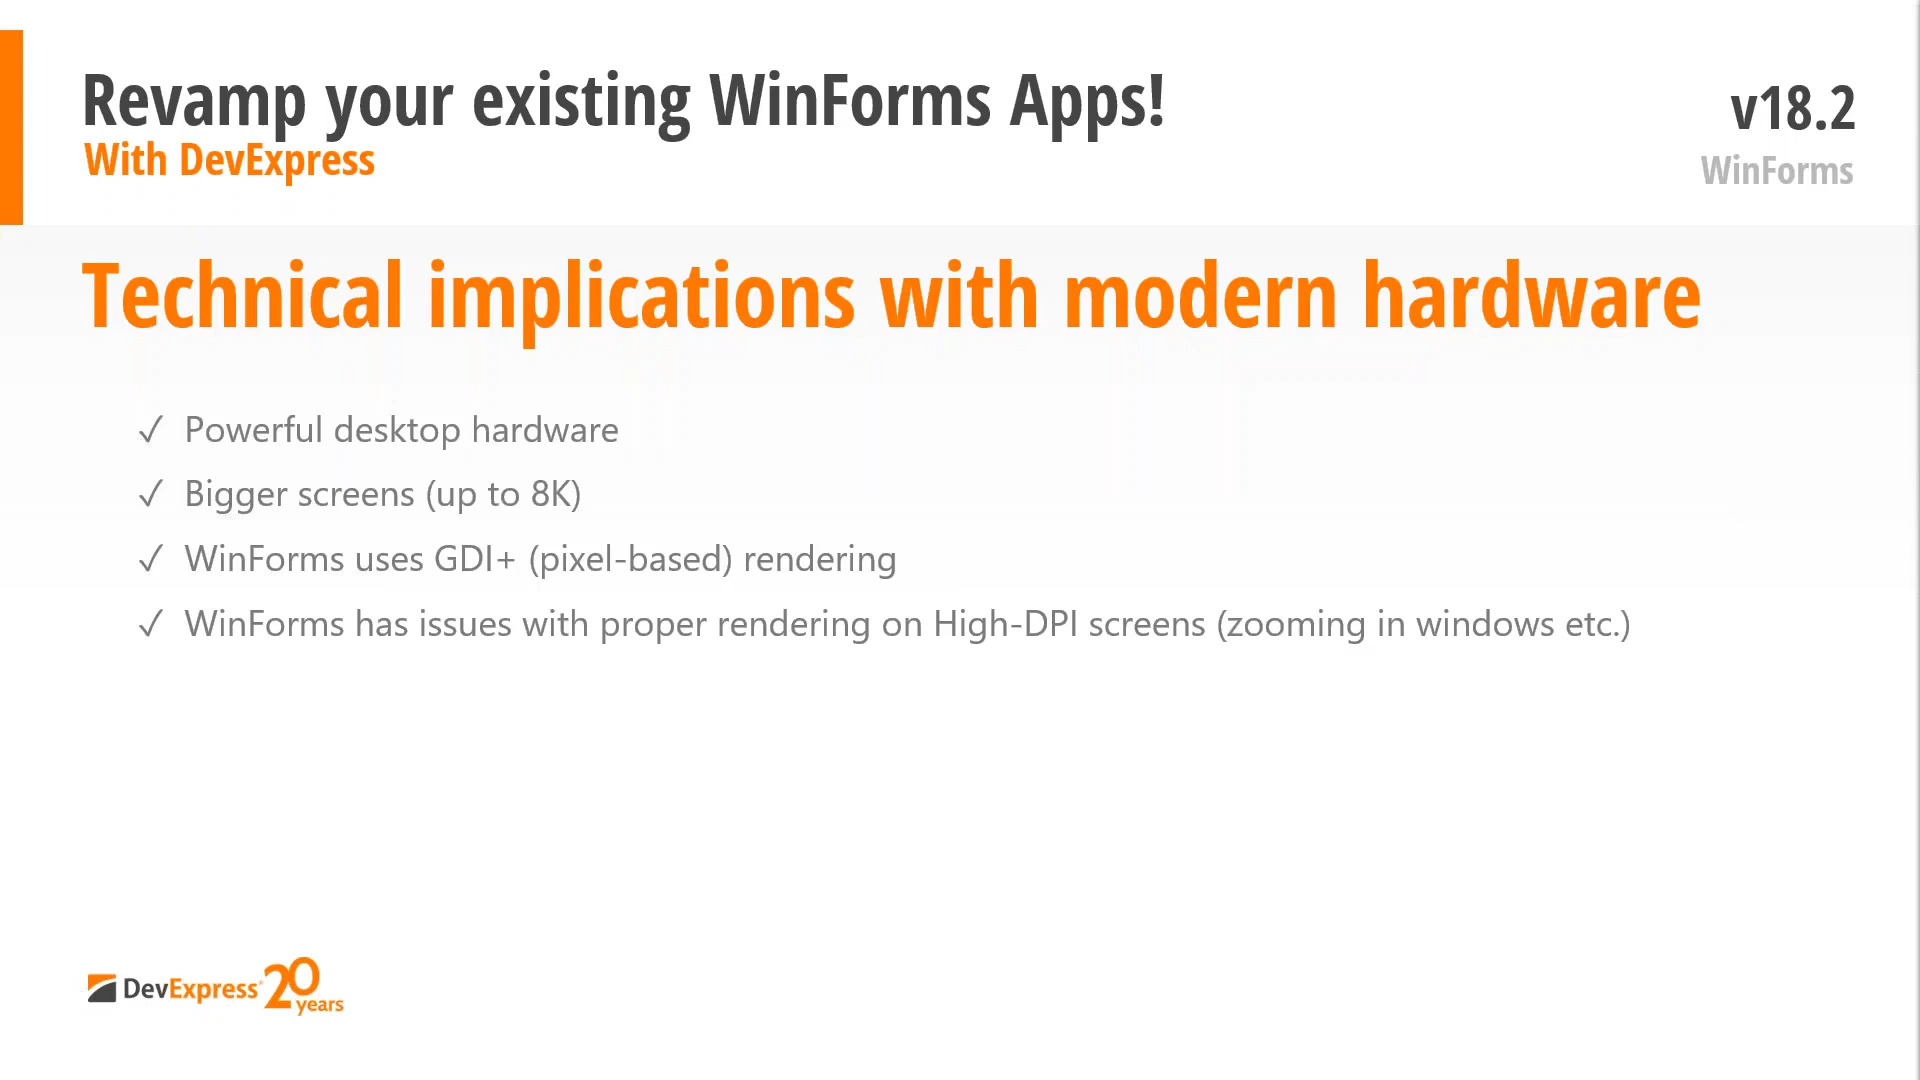 Revamp your existing WinForms Apps!
With DevExpress
v18.2
WinForms
Technical implications with modern hardware
✓ Powerful desktop hardware
✓ Bigger screens (up to 8K)
✓ WinForms uses GDI+ (pixel-based) rendering
✓ WinForms has issues with proper rendering on High-DPI screens (zooming in windows etc.)
DevExpress 20 years